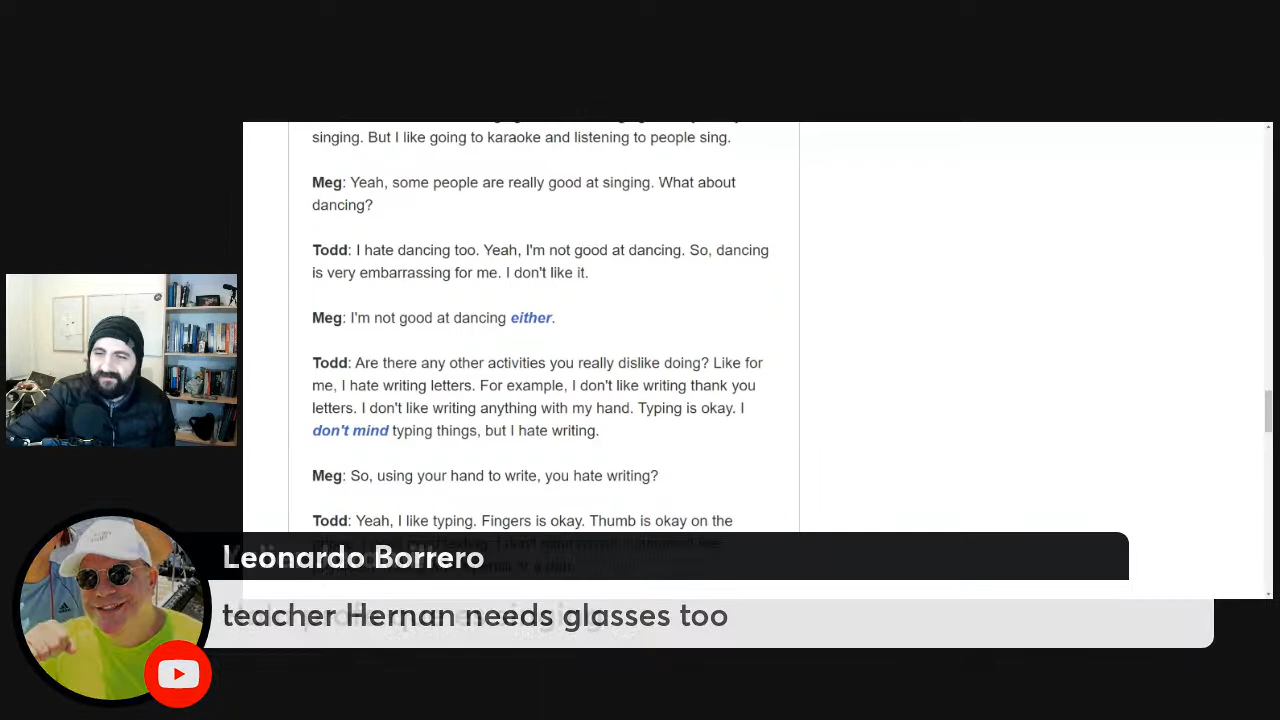 singing. But I like going to karaoke and listening to people sing.
Meg: Yeah, some people are really good at singing. What about
dancing?
Todd: I hate dancing too. Yeah, I'm not good at dancing. So, dancing
is very embarrassing for me. I don't like it.
Meg: I'm not good at dancing either.
Todd: Are there any other activities you really dislike doing? Like for
me, I hate writing letters. For example, I don't like writing thank you
letters. I don't like writing anything with my hand. Typing is okay. I
don't mind typing things, but I hate writing.
Meg: So, using your hand to write, you hate writing?
Todd: Yeah, I like typing. Fingers is okay. Thumb is okay on the
Leonardo Borrero
teacher Hernan needs glasses too